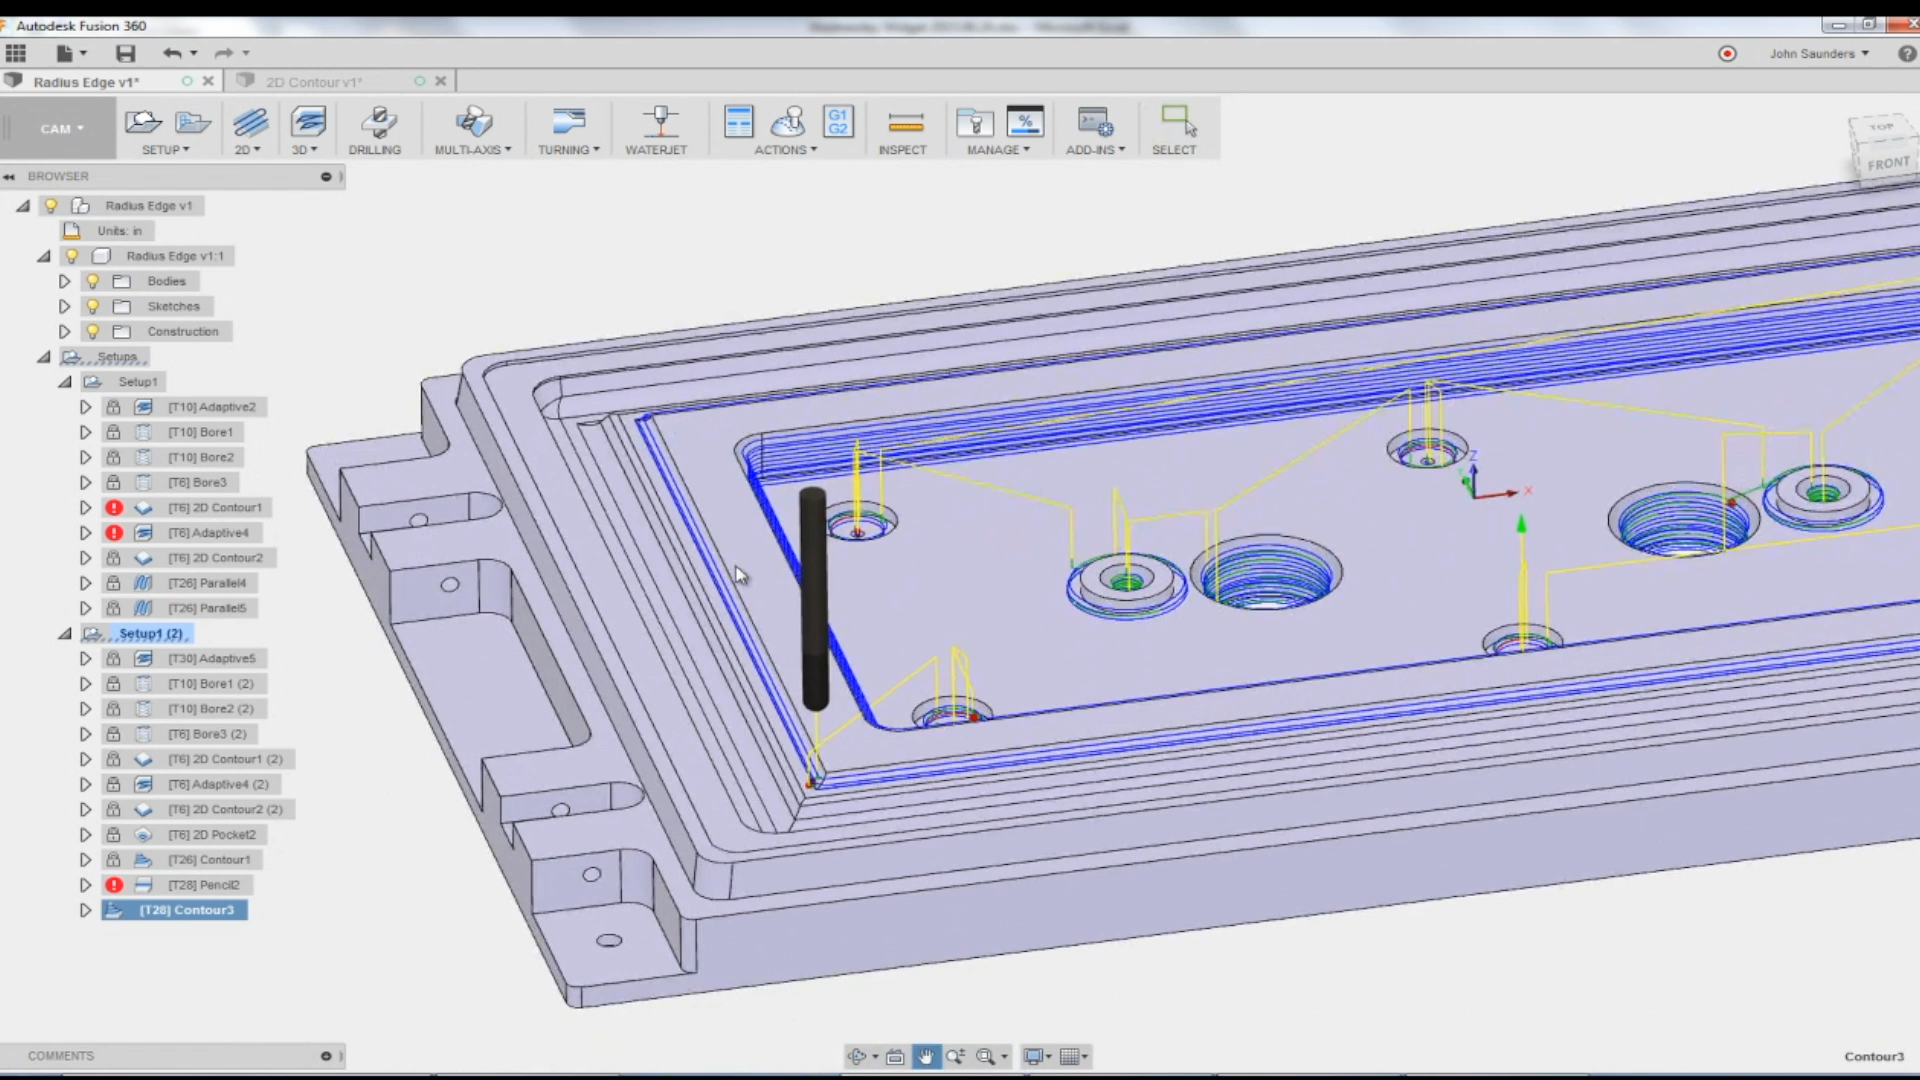 Autodesk Fusion 360
John Saunders
Radius Edge v1*
2D Contour v1*
CAM
SETUP
2D
3D
DRILLING
MULTI-AXIS
TURNING
WATERJET
G1
G2
ACTIONS
INSPECT
%
MANAGE
ADD-INS
SELECT
TOP
FRONT
BROWSER
Radius Edge v1
Units: in
Radius Edge v1:1
Bodies
Sketches
Construction
Setups
Setup1
[T10] Adaptive2
[T10] Bore1
[T10] Bore2
[T6] Bore3
[T6] 2D Contour1
[T6] Adaptive4
[T6] 2D Contour2
[T26] Parallel4
[T26] Parallel5
Setup1 (2)
[T30] Adaptive5
[T10] Bore1 (2)
[T10] Bore2 (2)
[T6] Bore3 (2)
[T6] 2D Contour1 (2)
[T6] Adaptive4 (2)
[T6] 2D Contour2 (2)
[T6] 2D Pocket2
[T26] Contour1
[T28] Pencil2
[T28] Contour3
Z
X
COMMENTS
Contour3